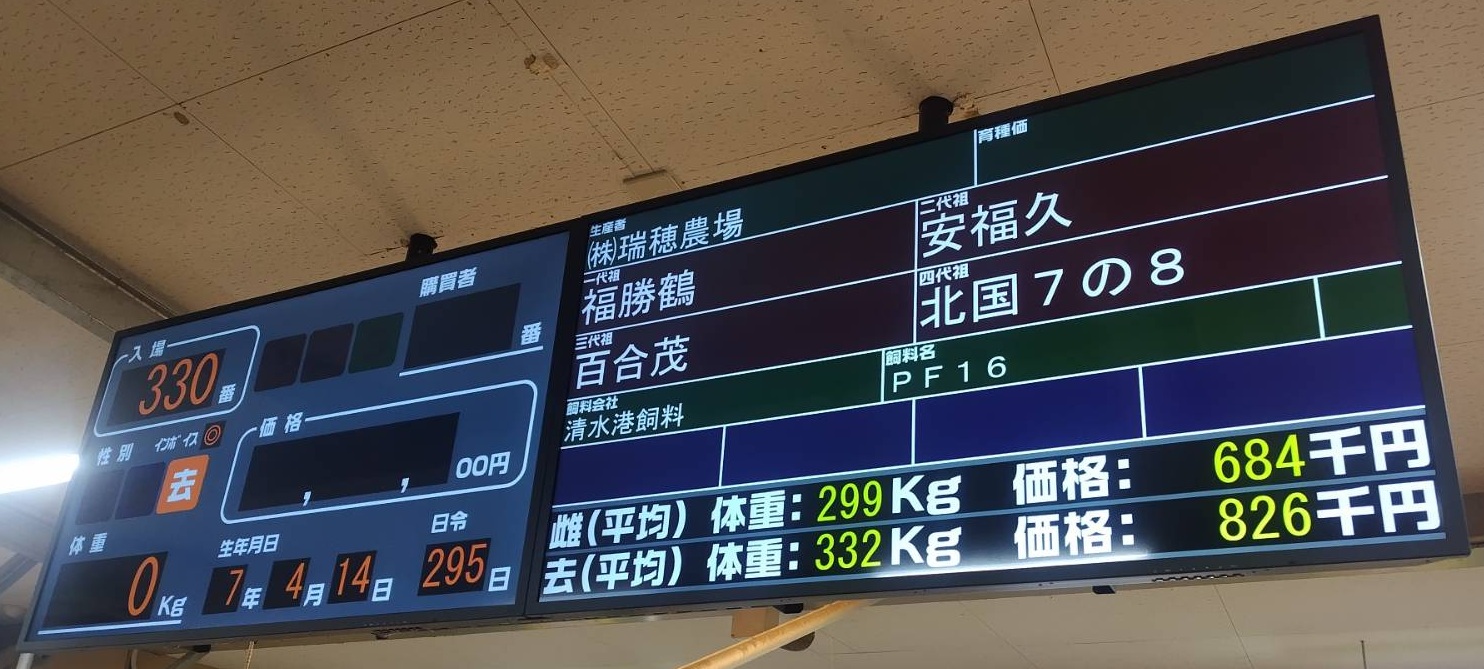 入場
330番
購買者
番
性別 インボイス ◎
去
価格
, , 00円
体重
0Kg
生年月日
7年4月14日
日令
295日
育種価
生産者
㈱瑞穂農場
一代祖
福勝鶴
二代祖
安福久
三代祖
百合茂
四代祖
北国7の8
飼料会社
清水港飼料
飼料名
PF16
雌(平均) 体重:299Kg 価格: 684千円
去(平均) 体重:332Kg 価格: 826千円